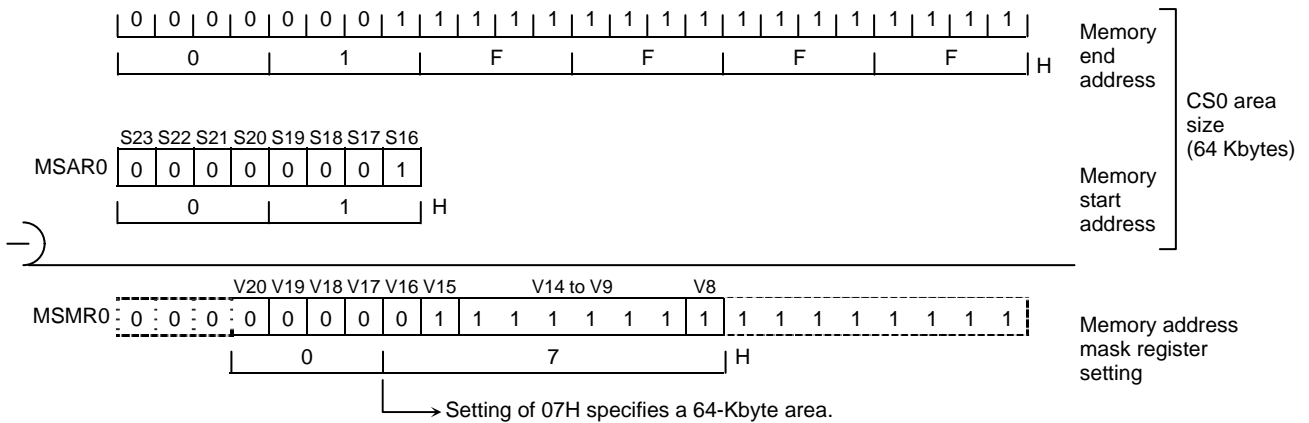 0 0 0 0 0 0 0 1 1 1 1 1 1 1 1 1 1 1 1 1 1 1 1 1
0 1 F F F F H
Memory
end
address
CS0 area
size
(64 Kbytes)
S23 S22 S21 S20 S19 S18 S17 S16
MSAR0 0 0 0 0 0 0 0 1
0 1 H
Memory
start
address
V20 V19 V18 V17 V16 V15 V14 to V9 V8
MSMR0 0 0 0 0 0 0 0 0 1 1 1 1 1 1 1 1 1 1 1 1 1 1 1 1
0 7 H
Memory address
mask register
setting
Setting of 07H specifies a 64-Kbyte area.